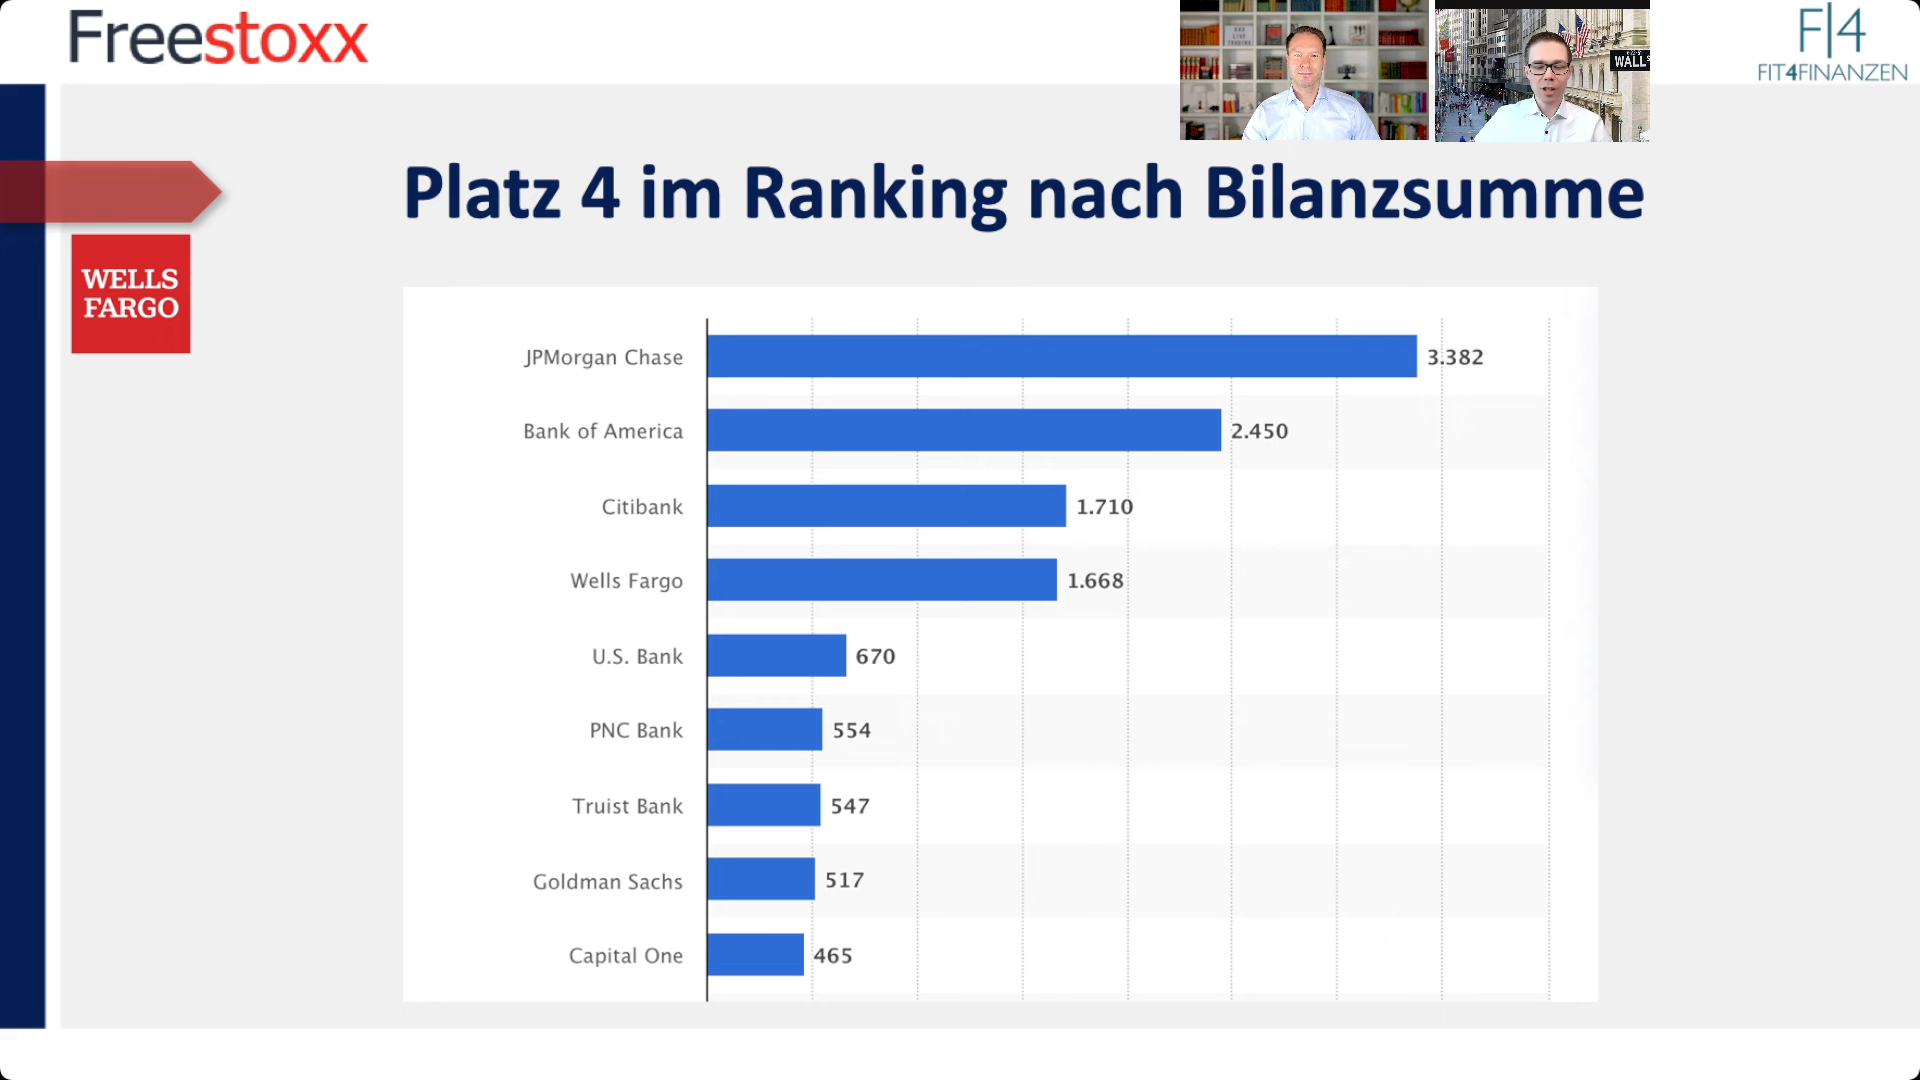 Freestoxx
WALL
F|4
FIT4FINANZEN
Platz 4 im Ranking nach Bilanzsumme
WELLS
FARGO
JPMorgan Chase 3.382
Bank of America 2.450
Citibank 1.710
Wells Fargo 1.668
U.S. Bank 670
PNC Bank 554
Truist Bank 547
Goldman Sachs 517
Capital One 465